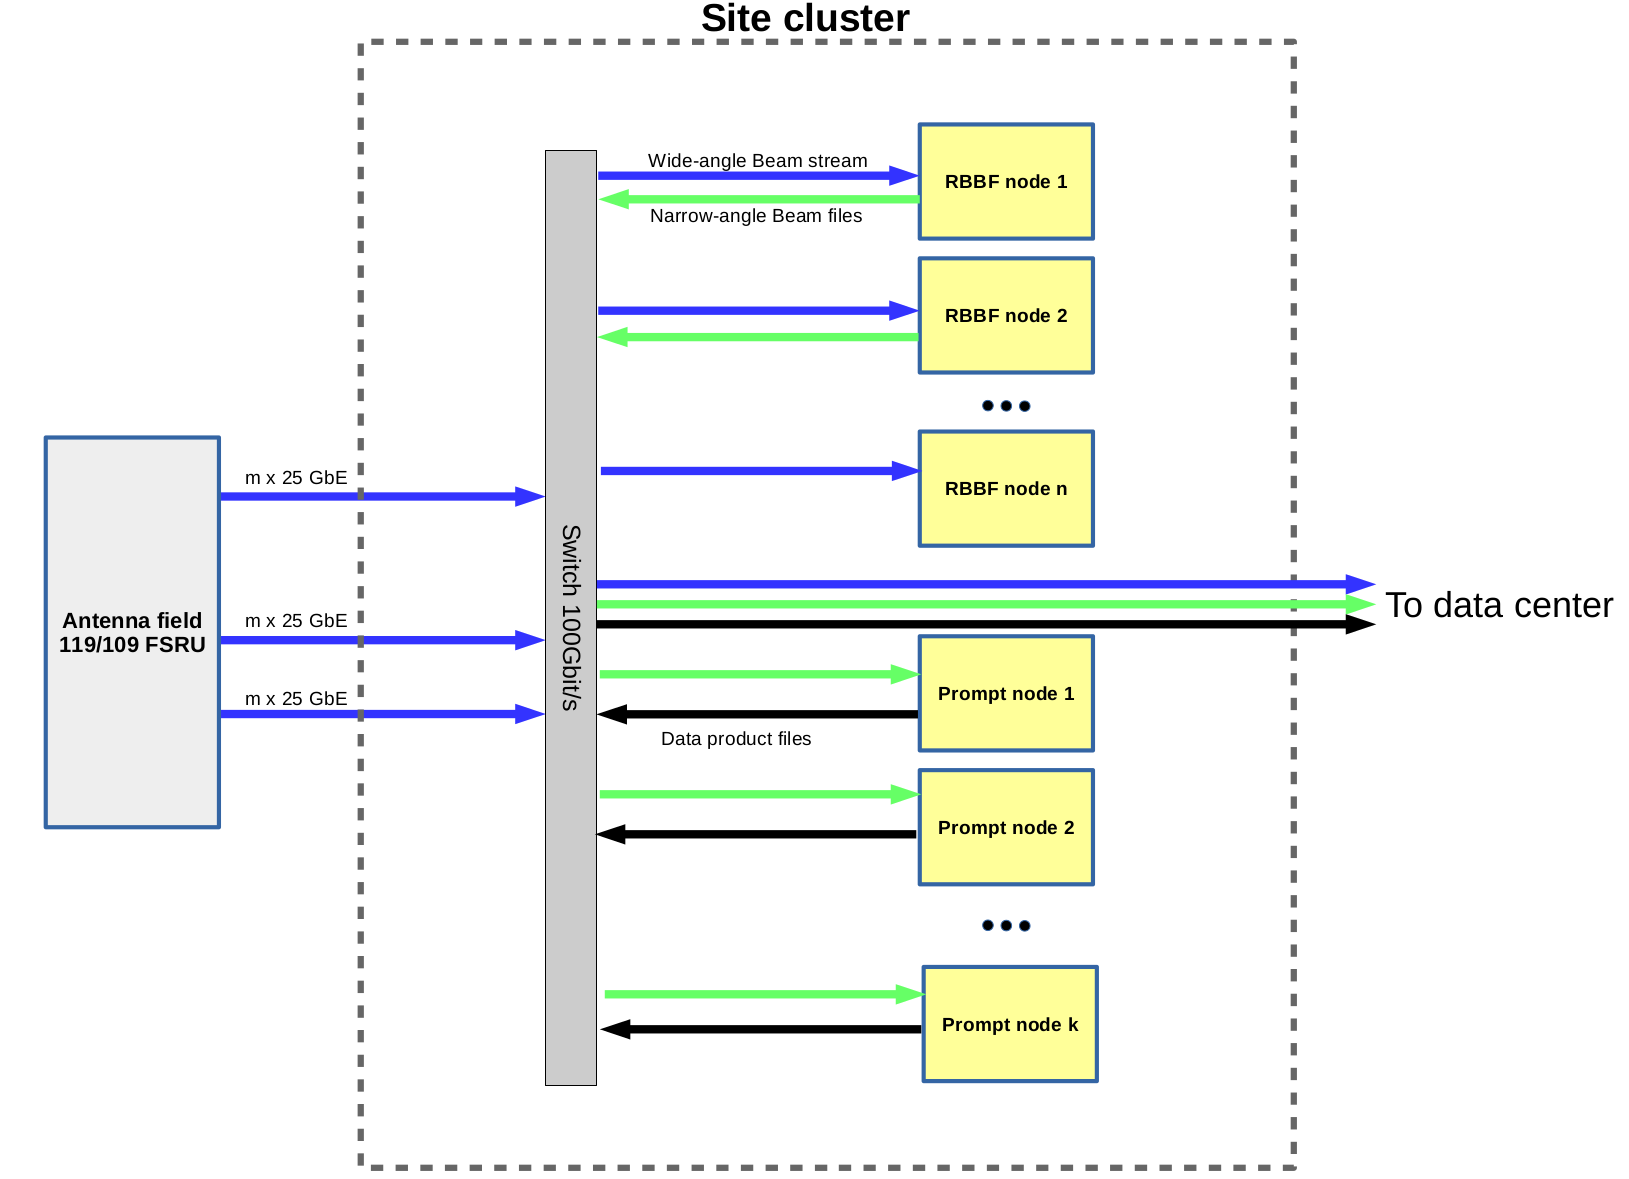 Site cluster
Wide-angle Beam stream
RBBF node 1
Narrow-angle Beam files
RBBF node 2
RBBF node n
m x 25 GbE
Switch 100Gbit/s
To data center
Antenna field
119/109 FSRU
m x 25 GbE
m x 25 GbE
Prompt node 1
Data product files
Prompt node 2
Prompt node k